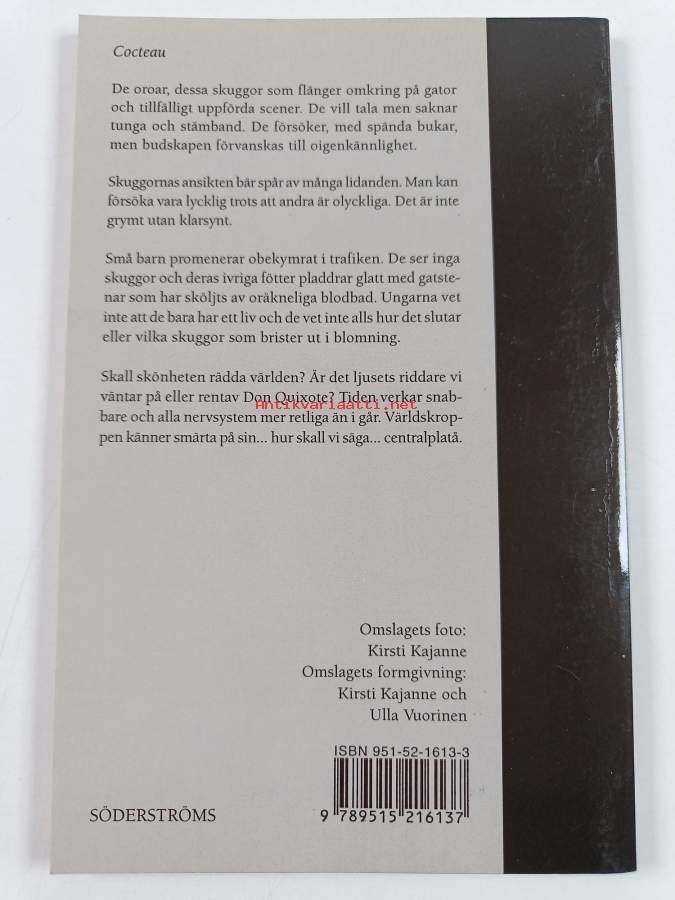 Cocteau
De oroar, dessa skuggor som flänger omkring på gator
och tillfälligt uppförda scener. De vill tala men saknar
tunga och stämband. De försöker, med spända bukar,
men budskapen förvanskas till oigenkännlighet.
Skuggornas ansikten bär spår av många lidanden. Man kan
försöka vara lycklig trots att andra är olyckliga. Det är inte
grymt utan klarsynt.
Små barn promenerar obekymrat i trafiken. De ser inga
skuggor och deras ivriga fötter pladdrar glatt med gatste-
nar som har sköljts av oräkneliga blodbad. Ungarna vet
inte att de bara har ett liv och de vet inte alls hur det slutar
eller vilka skuggor som brister ut i blomning.
Skall skönheten rädda världen? Är det ljusets riddare vi
väntar på eller rentav Don Quixote? Tiden verkar snab-
Antikvariaatti.net
bare och alla nervsystem mer retliga än i går. Världskrop-
pen känner smärta på sin... hur skall vi säga... centralplatå.
Omslagets foto:
Kirsti Kajanne
Omslagets formgivning:
Kirsti Kajanne och
Ulla Vuorinen
ISBN 951-52-1613-3
9 789515 216137
SÖDERSTRÖMS